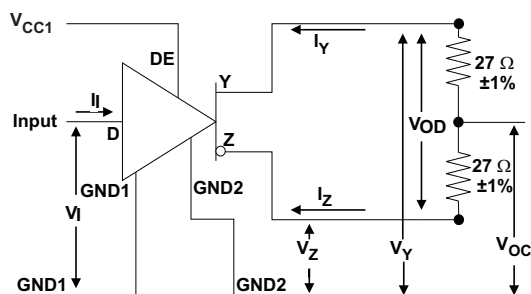 VCC1
DE
II
Input
D
Y
Z
GND1
GND2
VI
GND1
GND2
IY
IZ
VOD
VZ
VY
27 Ω
±1%
27 Ω
±1%
VOC